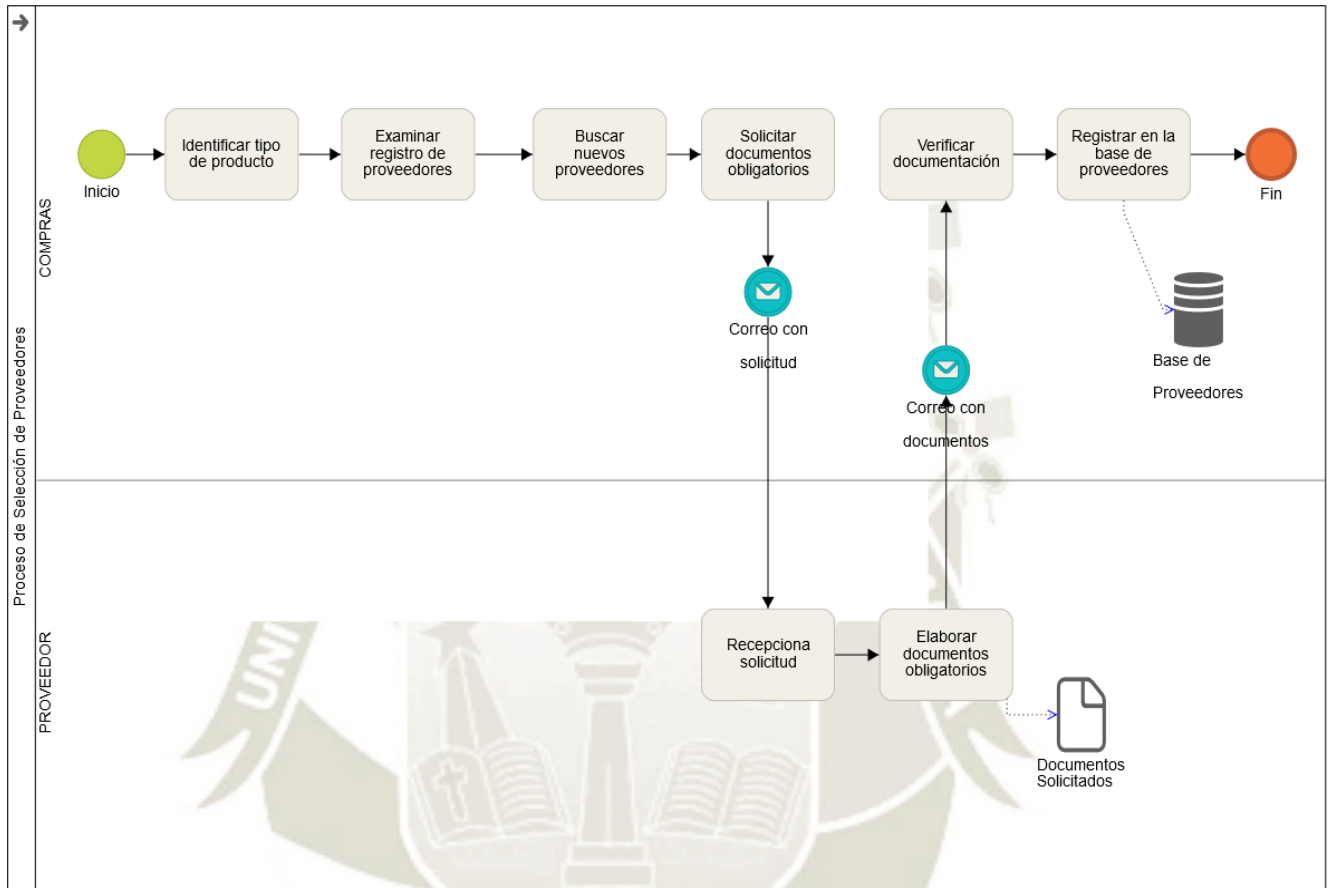 Proceso de Selección de Proveedores
COMPRAS
Inicio
Identificar tipo
de producto
Examinar
registro de
proveedores
Buscar
nuevos
proveedores
Solicitar
documentos
obligatorios
Correo con
solicitud
Verificar
documentación
Correo con
documentos
Registrar en la
base de
proveedores
Fin
Base de
Proveedores
PROVEEDOR
Recepciona
solicitud
Elaborar
documentos
obligatorios
Documentos
Solicitados
UNI